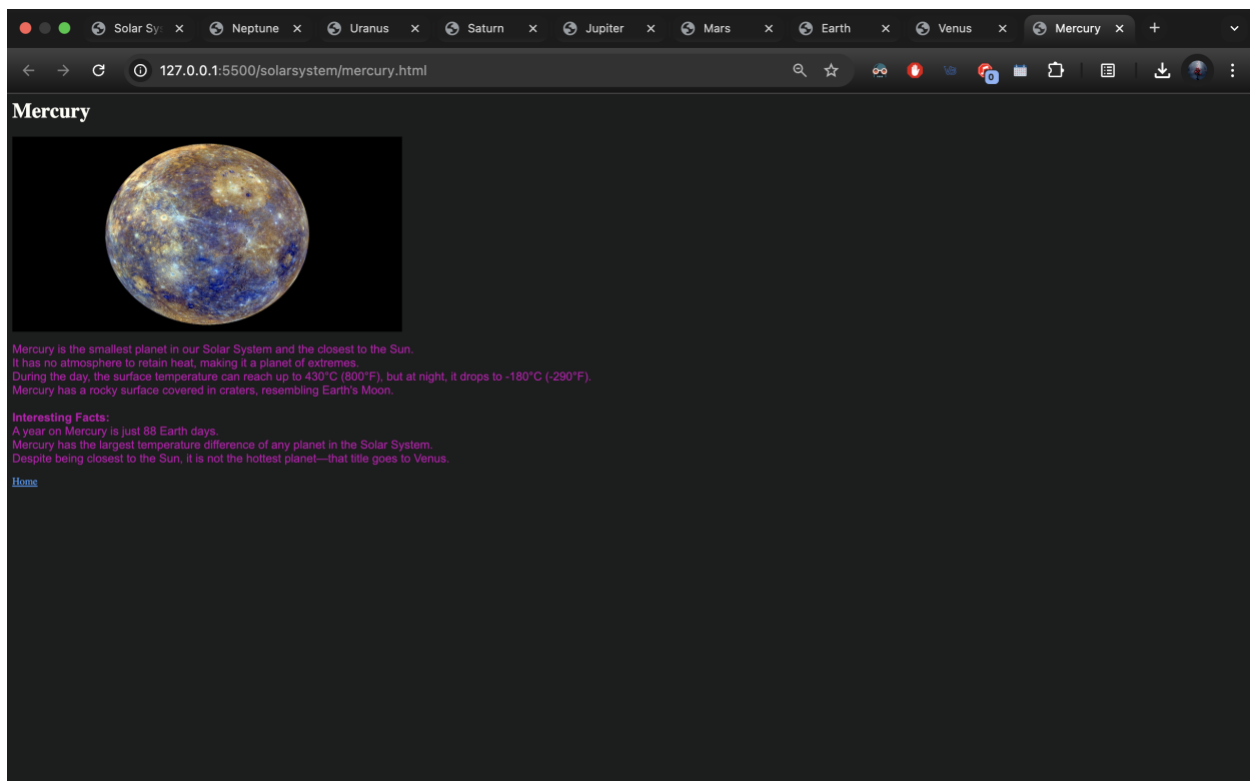 Solar Sy
Neptune
Uranus
Saturn
Jupiter
Mars
Earth
Venus
Mercury
127.0.0.1:5500/solarsystem/mercury.html
0
Mercury
Mercury is the smallest planet in our Solar System and the closest to the Sun.
It has no atmosphere to retain heat, making it a planet of extremes.
During the day, the surface temperature can reach up to 430°C (800°F), but at night, it drops to -180°C (-290°F).
Mercury has a rocky surface covered in craters, resembling Earth's Moon.
Interesting Facts:
A year on Mercury is just 88 Earth days.
Mercury has the largest temperature difference of any planet in the Solar System.
Despite being closest to the Sun, it is not the hottest planet—that title goes to Venus.
Home